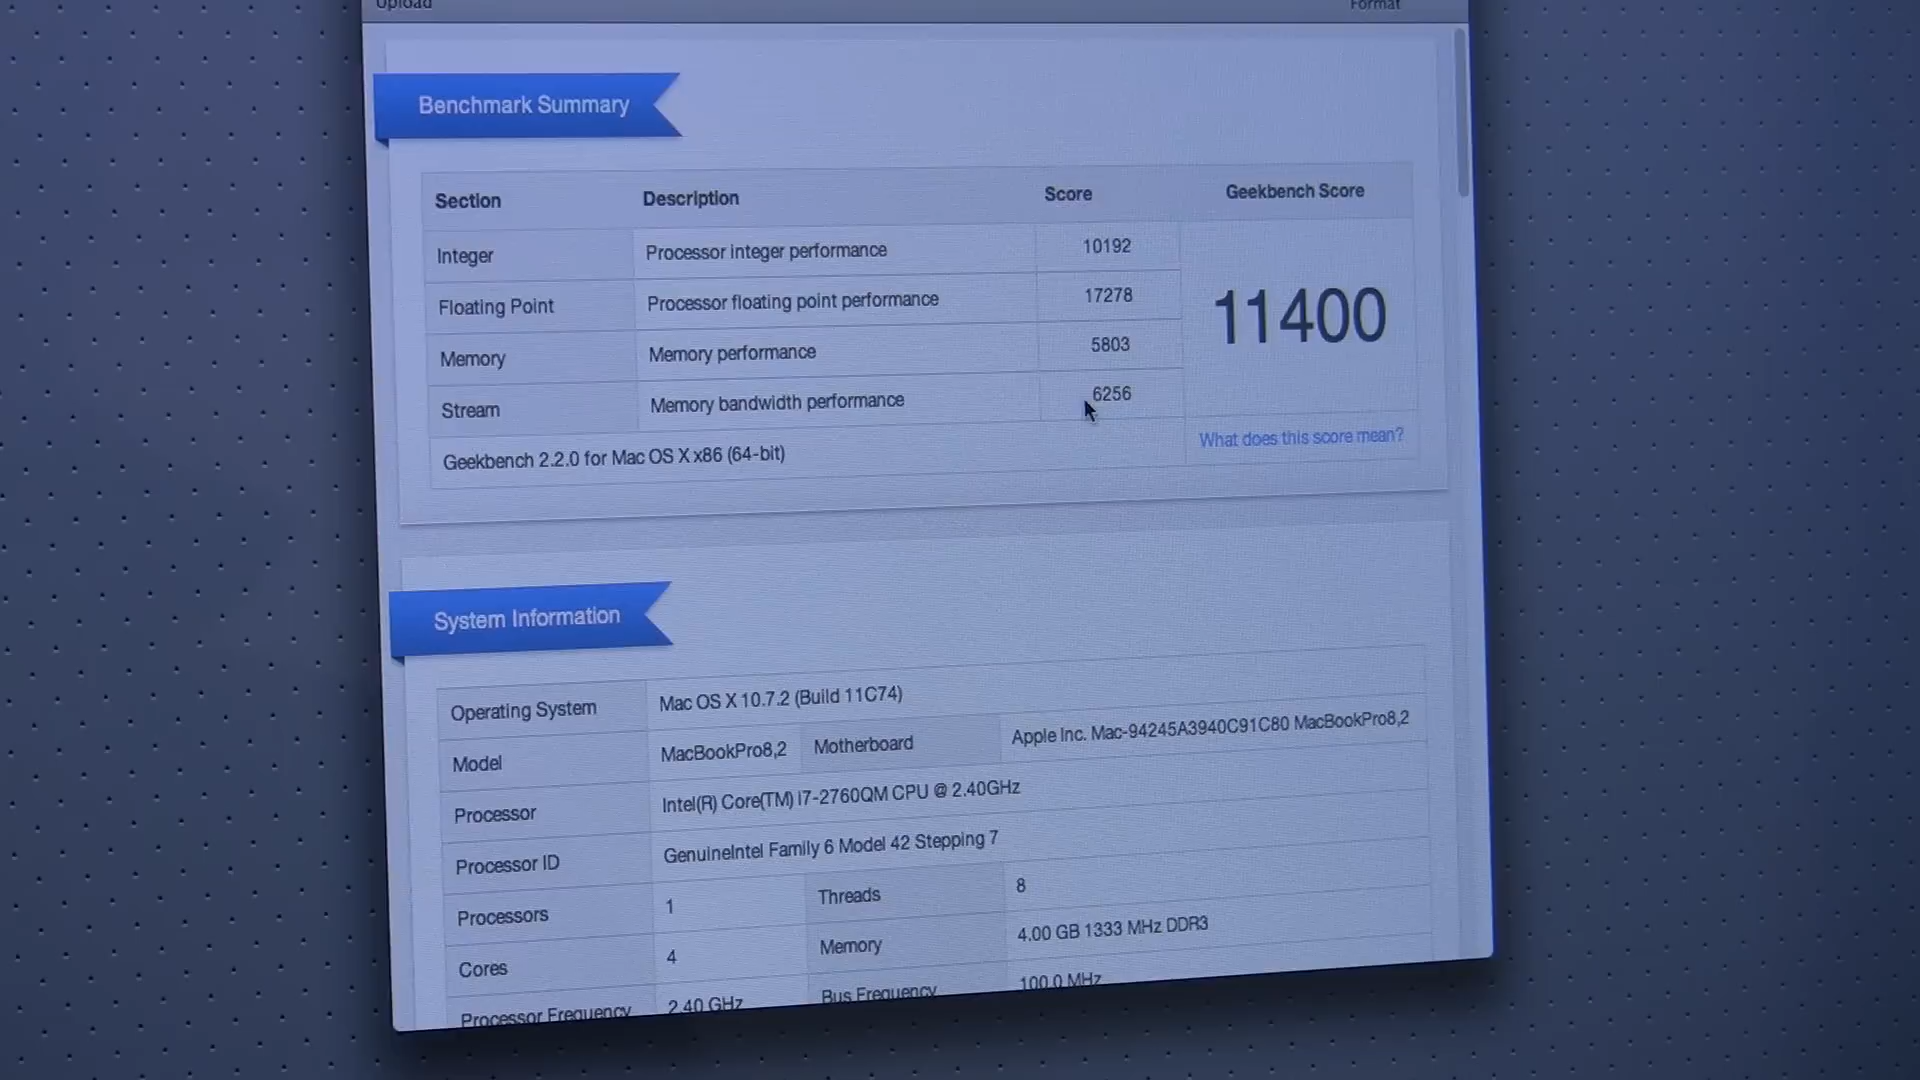 Upload Format
Benchmark Summary
Section Description Score Geekbench Score
Integer Processor integer performance 10192
Floating Point Processor floating point performance 17278
11400
Memory Memory performance 5803
Stream Memory bandwidth performance 6256
Geekbench 2.2.0 for Mac OS X x86 (64-bit) What does this score mean?
System Information
Operating System Mac OS X 10.7.2 (Build 11C74)
Model MacBookPro8,2 Motherboard Apple Inc. Mac-94245A3940C91C80 MacBookPro8,2
Processor Intel(R) Core(TM) i7-2760QM CPU @ 2.40GHz
Processor ID GenuineIntel Family 6 Model 42 Stepping 7
Processors 1 Threads 8
Cores 4 Memory 4.00 GB 1333 MHz DDR3
Processor Frequency 2.40 GHz Bus Frequency 100.0 MHz